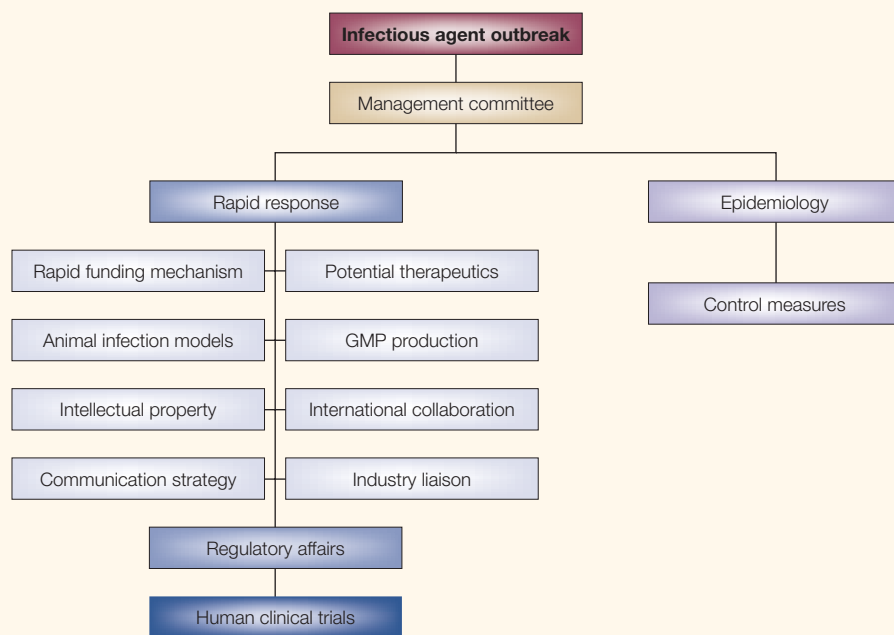 Infectious agent outbreak
Management committee
Rapid response
Epidemiology
Rapid funding mechanism
Potential therapeutics
Control measures
Animal infection models
GMP production
Intellectual property
International collaboration
Communication strategy
Industry liaison
Regulatory affairs
Human clinical trials